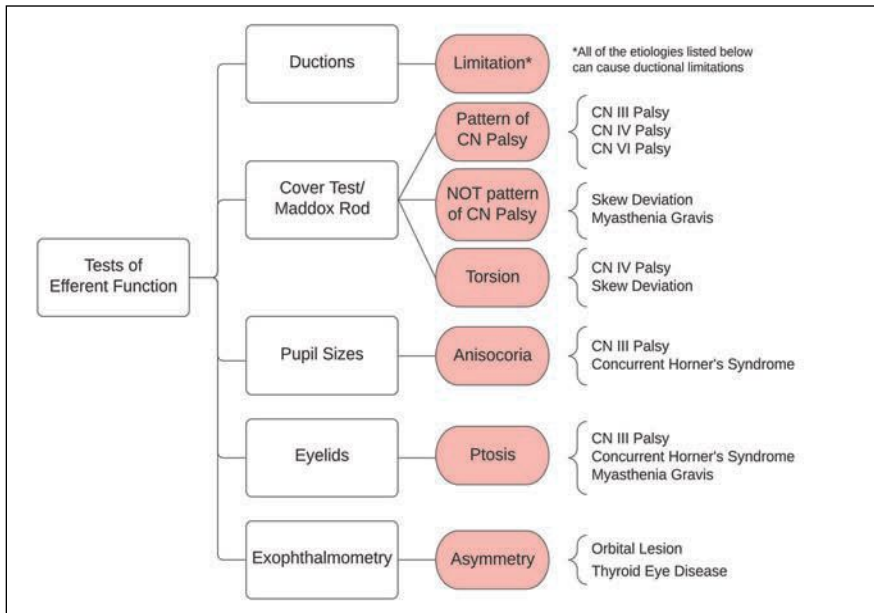 Ductions
Limitation*
*All of the etiologies listed below
can cause ductional limitations
Pattern of
CN Palsy
CN III Palsy
CN IV Palsy
CN VI Palsy
Cover Test/
Maddox Rod
NOT pattern
of CN Palsy
Skew Deviation
Myasthenia Gravis
Tests of
Efferent Function
Torsion
CN IV Palsy
Skew Deviation
Pupil Sizes
Anisocoria
CN III Palsy
Concurrent Horner's Syndrome
Eyelids
Ptosis
CN III Palsy
Concurrent Horner's Syndrome
Myasthenia Gravis
Exophthalmometry
Asymmetry
Orbital Lesion
Thyroid Eye Disease